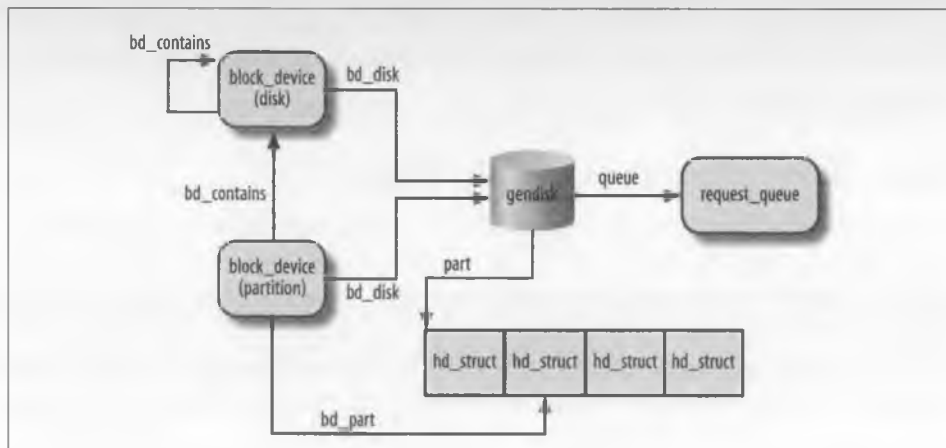 bd_contains
block_device
(disk)
bd_disk
bd_contains
gendisk
queue
request_queue
block_device
(partition)
bd_disk
part
hd_struct
hd_struct
hd_struct
hd_struct
bd_part